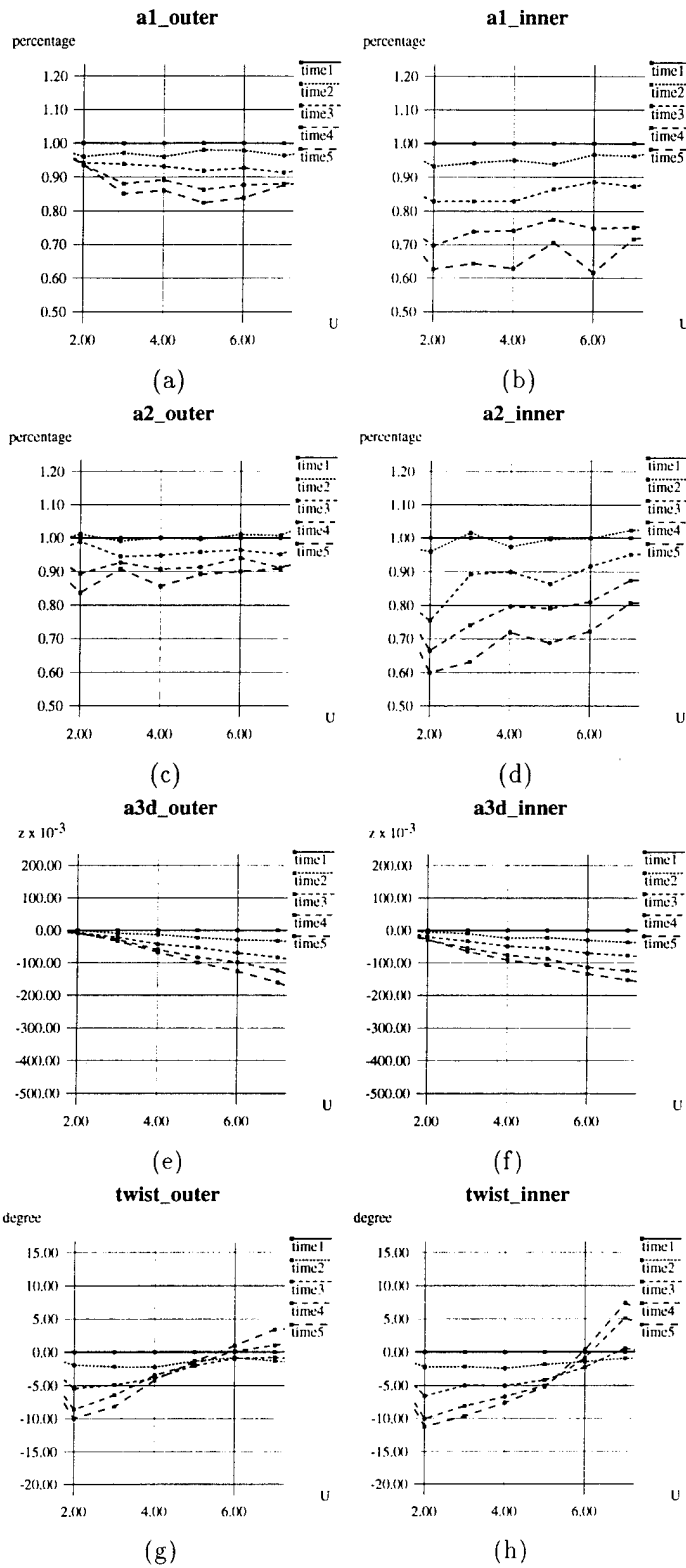 a1_outer
percentage
time1
time2
time3
time4
time5
1.20
1.10
1.00
0.90
0.80
0.70
0.60
0.50
U
2.00 4.00 6.00
(a)
a1_inner
percentage
time1
time2
time3
time4
time5
1.20
1.10
1.00
0.90
0.80
0.70
0.60
0.50
U
2.00 4.00 6.00
(b)
a2_outer
percentage
time1
time2
time3
time4
time5
1.20
1.10
1.00
0.90
0.80
0.70
0.60
0.50
U
2.00 4.00 6.00
(c)
a2_inner
percentage
time1
time2
time3
time4
time5
1.20
1.10
1.00
0.90
0.80
0.70
0.60
0.50
U
2.00 4.00 6.00
(d)
a3d_outer
z x 10-3
time1
time2
time3
time4
time5
200.00
100.00
0.00
-100.00
-200.00
-300.00
-400.00
-500.00
U
2.00 4.00 6.00
(e)
a3d_inner
z x 10-3
time1
time2
time3
time4
time5
200.00
100.00
0.00
-100.00
-200.00
-300.00
-400.00
-500.00
U
2.00 4.00 6.00
(f)
twist_outer
degree
time1
time2
time3
time4
time5
15.00
10.00
5.00
0.00
-5.00
-10.00
-15.00
-20.00
U
2.00 4.00 6.00
(g)
twist_inner
degree
time1
time2
time3
time4
time5
15.00
10.00
5.00
0.00
-5.00
-10.00
-15.00
-20.00
U
2.00 4.00 6.00
(h)